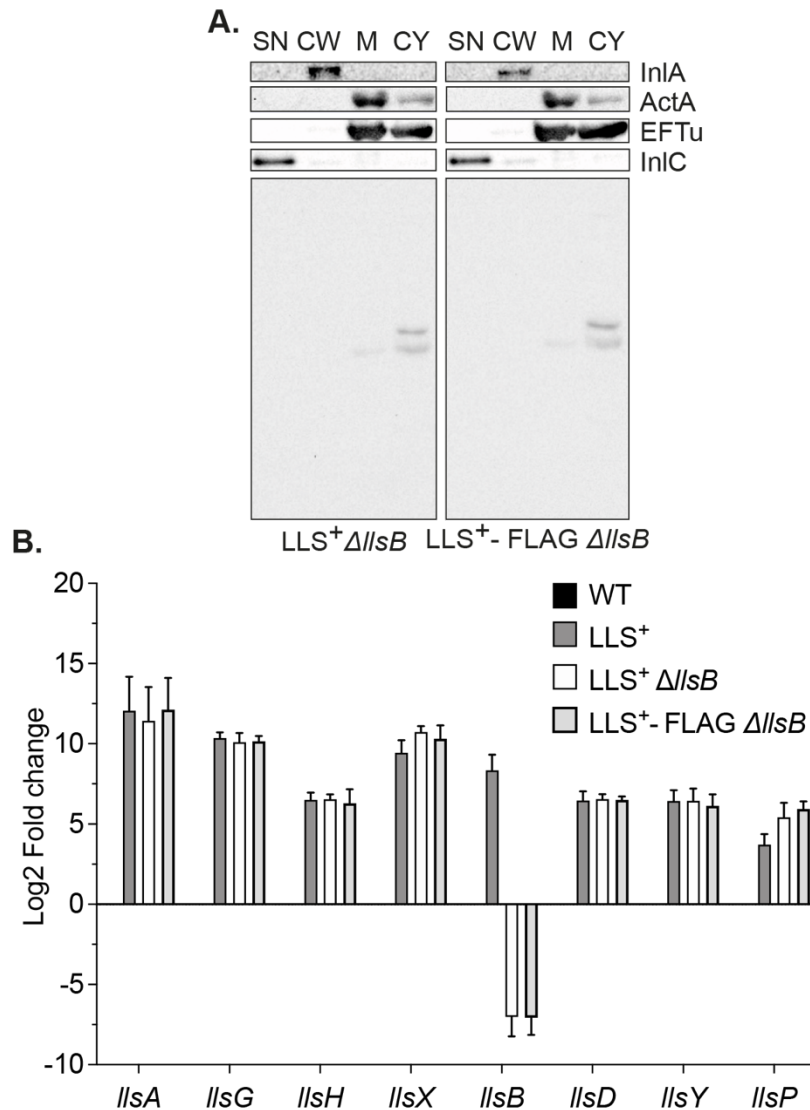 A.
SN CW M CY SN CW M CY
InlA
ActA
EFTu
InlC
LLS+ ΔllsB LLS+- FLAG ΔllsB
B.
WT
LLS+
LLS+ ΔllsB
LLS+- FLAG ΔllsB
Log2 Fold change
20
15
10
5
0
-5
-10
llsA llsG llsH llsX llsB llsD llsY llsP